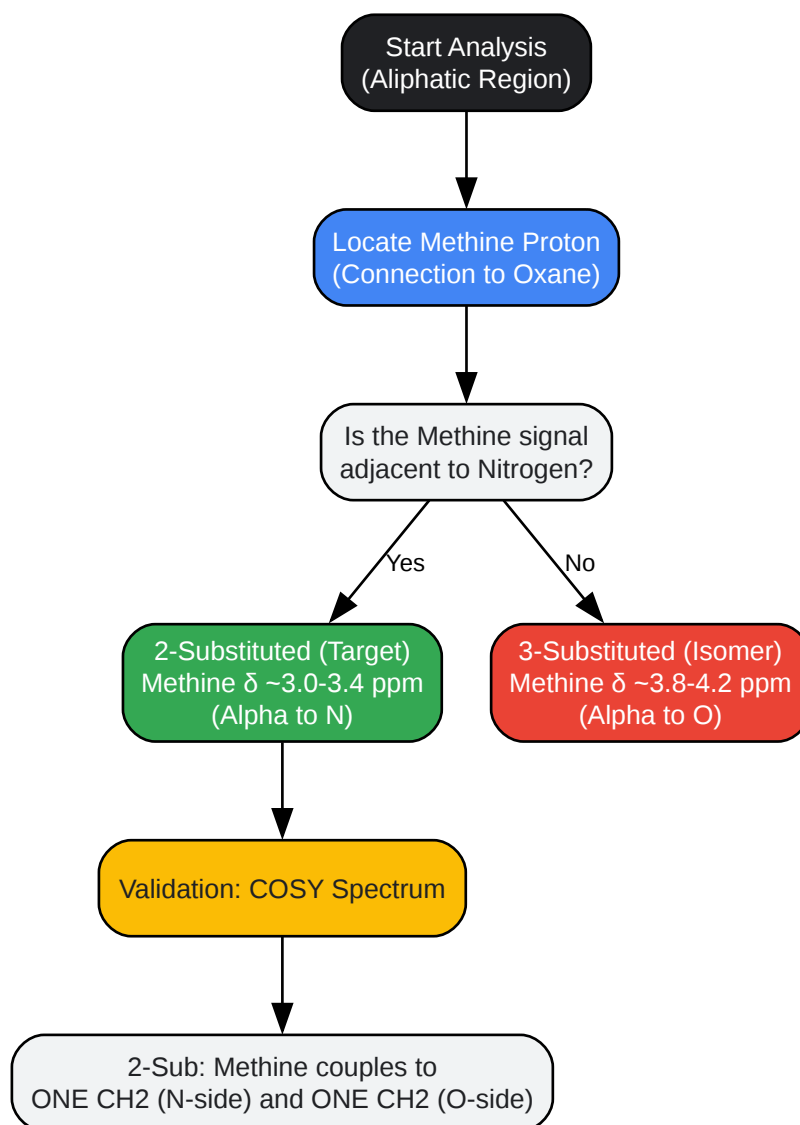 Start Analysis
(Aliphatic Region)
Locate Methine Proton
(Connection to Oxane)
Is the Methine signal
adjacent to Nitrogen?
Yes
No
2-Substituted (Target)
Methine δ ~3.0-3.4 ppm
(Alpha to N)
3-Substituted (Isomer)
Methine δ ~3.8-4.2 ppm
(Alpha to O)
Validation: COSY Spectrum
2-Sub: Methine couples to
ONE CH2 (N-side) and ONE CH2 (O-side)